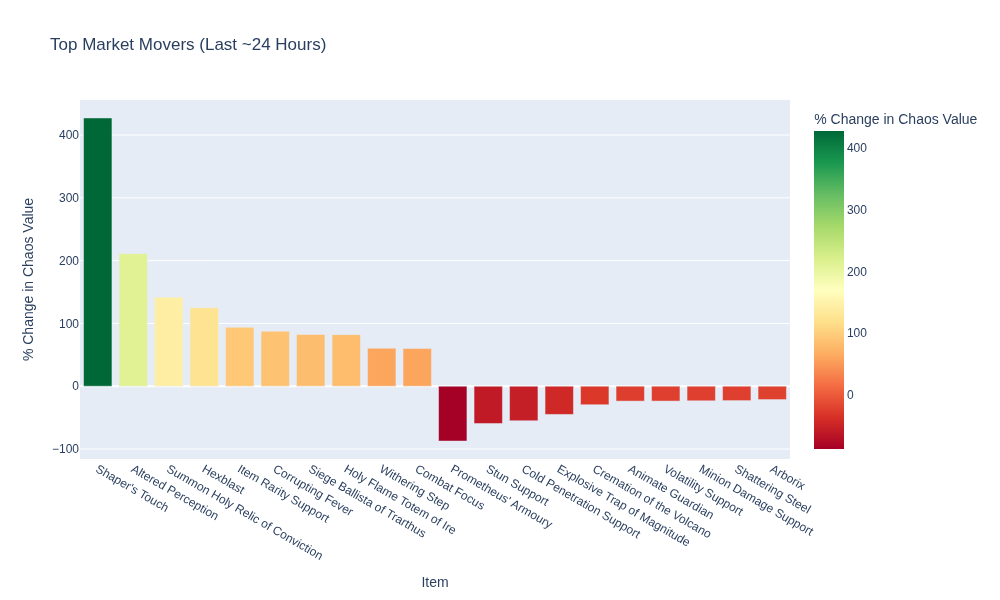 Top Market Movers (Last ~24 Hours)
% Change in Chaos Value
400
300
200
100
0
−100
Shaper's Touch
Altered Perception
Summon Holy Relic of Conviction
Hexblast
Item Rarity Support
Corrupting Fever
Siege Ballista of Trarthus
Holy Flame Totem of Ire
Withering Step
Combat Focus
Prometheus' Armoury
Stun Support
Cold Penetration Support
Explosive Trap of Magnitude
Cremation of the Volcano
Animate Guardian
Volatility Support
Minion Damage Support
Shattering Steel
Arborix
Item
% Change in Chaos Value
400
300
200
100
0